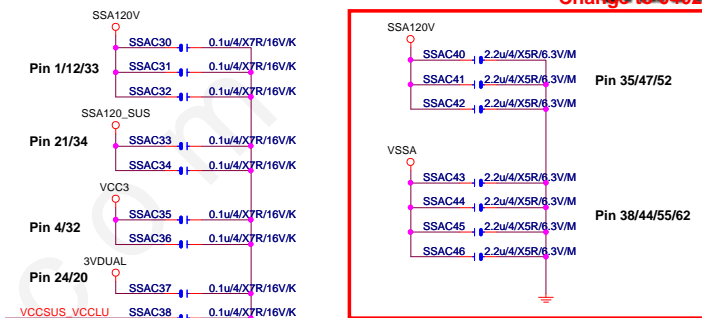 SSA120V
SSAC30 0.1u/4/X7R/16V/K
Pin 1/12/33
SSAC31 0.1u/4/X7R/16V/K
SSAC32 0.1u/4/X7R/16V/K
SSA120_SUS
Pin 21/34
SSAC33 0.1u/4/X7R/16V/K
SSAC34 0.1u/4/X7R/16V/K
VCC3
SSAC35 0.1u/4/X7R/16V/K
Pin 4/32
SSAC36 0.1u/4/X7R/16V/K
3VDUAL
Pin 24/20
SSAC37 0.1u/4/X7R/16V/K
VCCSUS_VCCLU SSAC38 0.1u/4/X7R/16V/K
SSA120V
SSAC40 2.2u/4/X5R/6.3V/M
SSAC41 2.2u/4/X5R/6.3V/M
Pin 35/47/52
SSAC42 2.2u/4/X5R/6.3V/M
VSSA
SSAC43 2.2u/4/X5R/6.3V/M
SSAC44 2.2u/4/X5R/6.3V/M
Pin 38/44/55/62
SSAC45 2.2u/4/X5R/6.3V/M
SSAC46 2.2u/4/X5R/6.3V/M
com